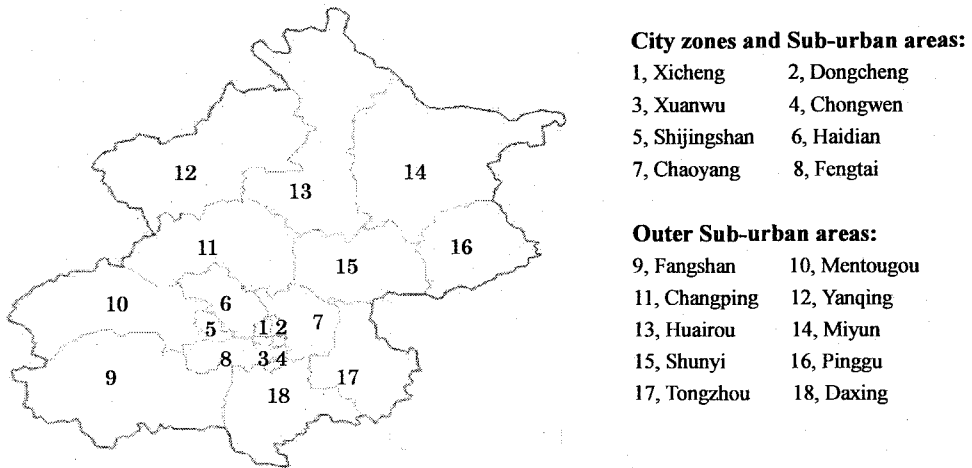 City zones and Sub-urban areas:
1, Xicheng 2, Dongcheng
3, Xuanwu 4, Chongwen
5, Shijingshan 6, Haidian
7, Chaoyang 8, Fengtai
Outer Sub-urban areas:
9, Fangshan 10, Mentougou
11, Changping 12, Yanqing
13, Huairou 14, Miyun
15, Shunyi 16, Pinggu
17, Tongzhou 18, Daxing
12
13
14
11
15
16
10
6
5
1
2
7
8
3
4
9
17
18